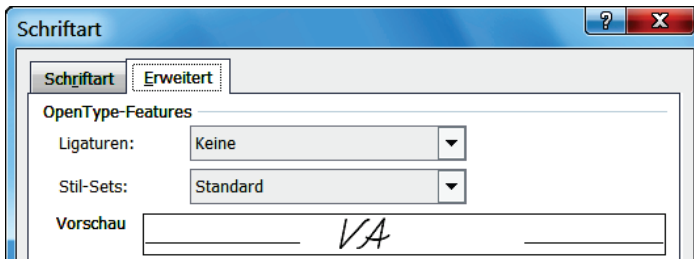 Schriftart
? X
Schriftart Erweitert
OpenType-Features
Ligaturen: Keine
Stil-Sets: Standard
Vorschau VA